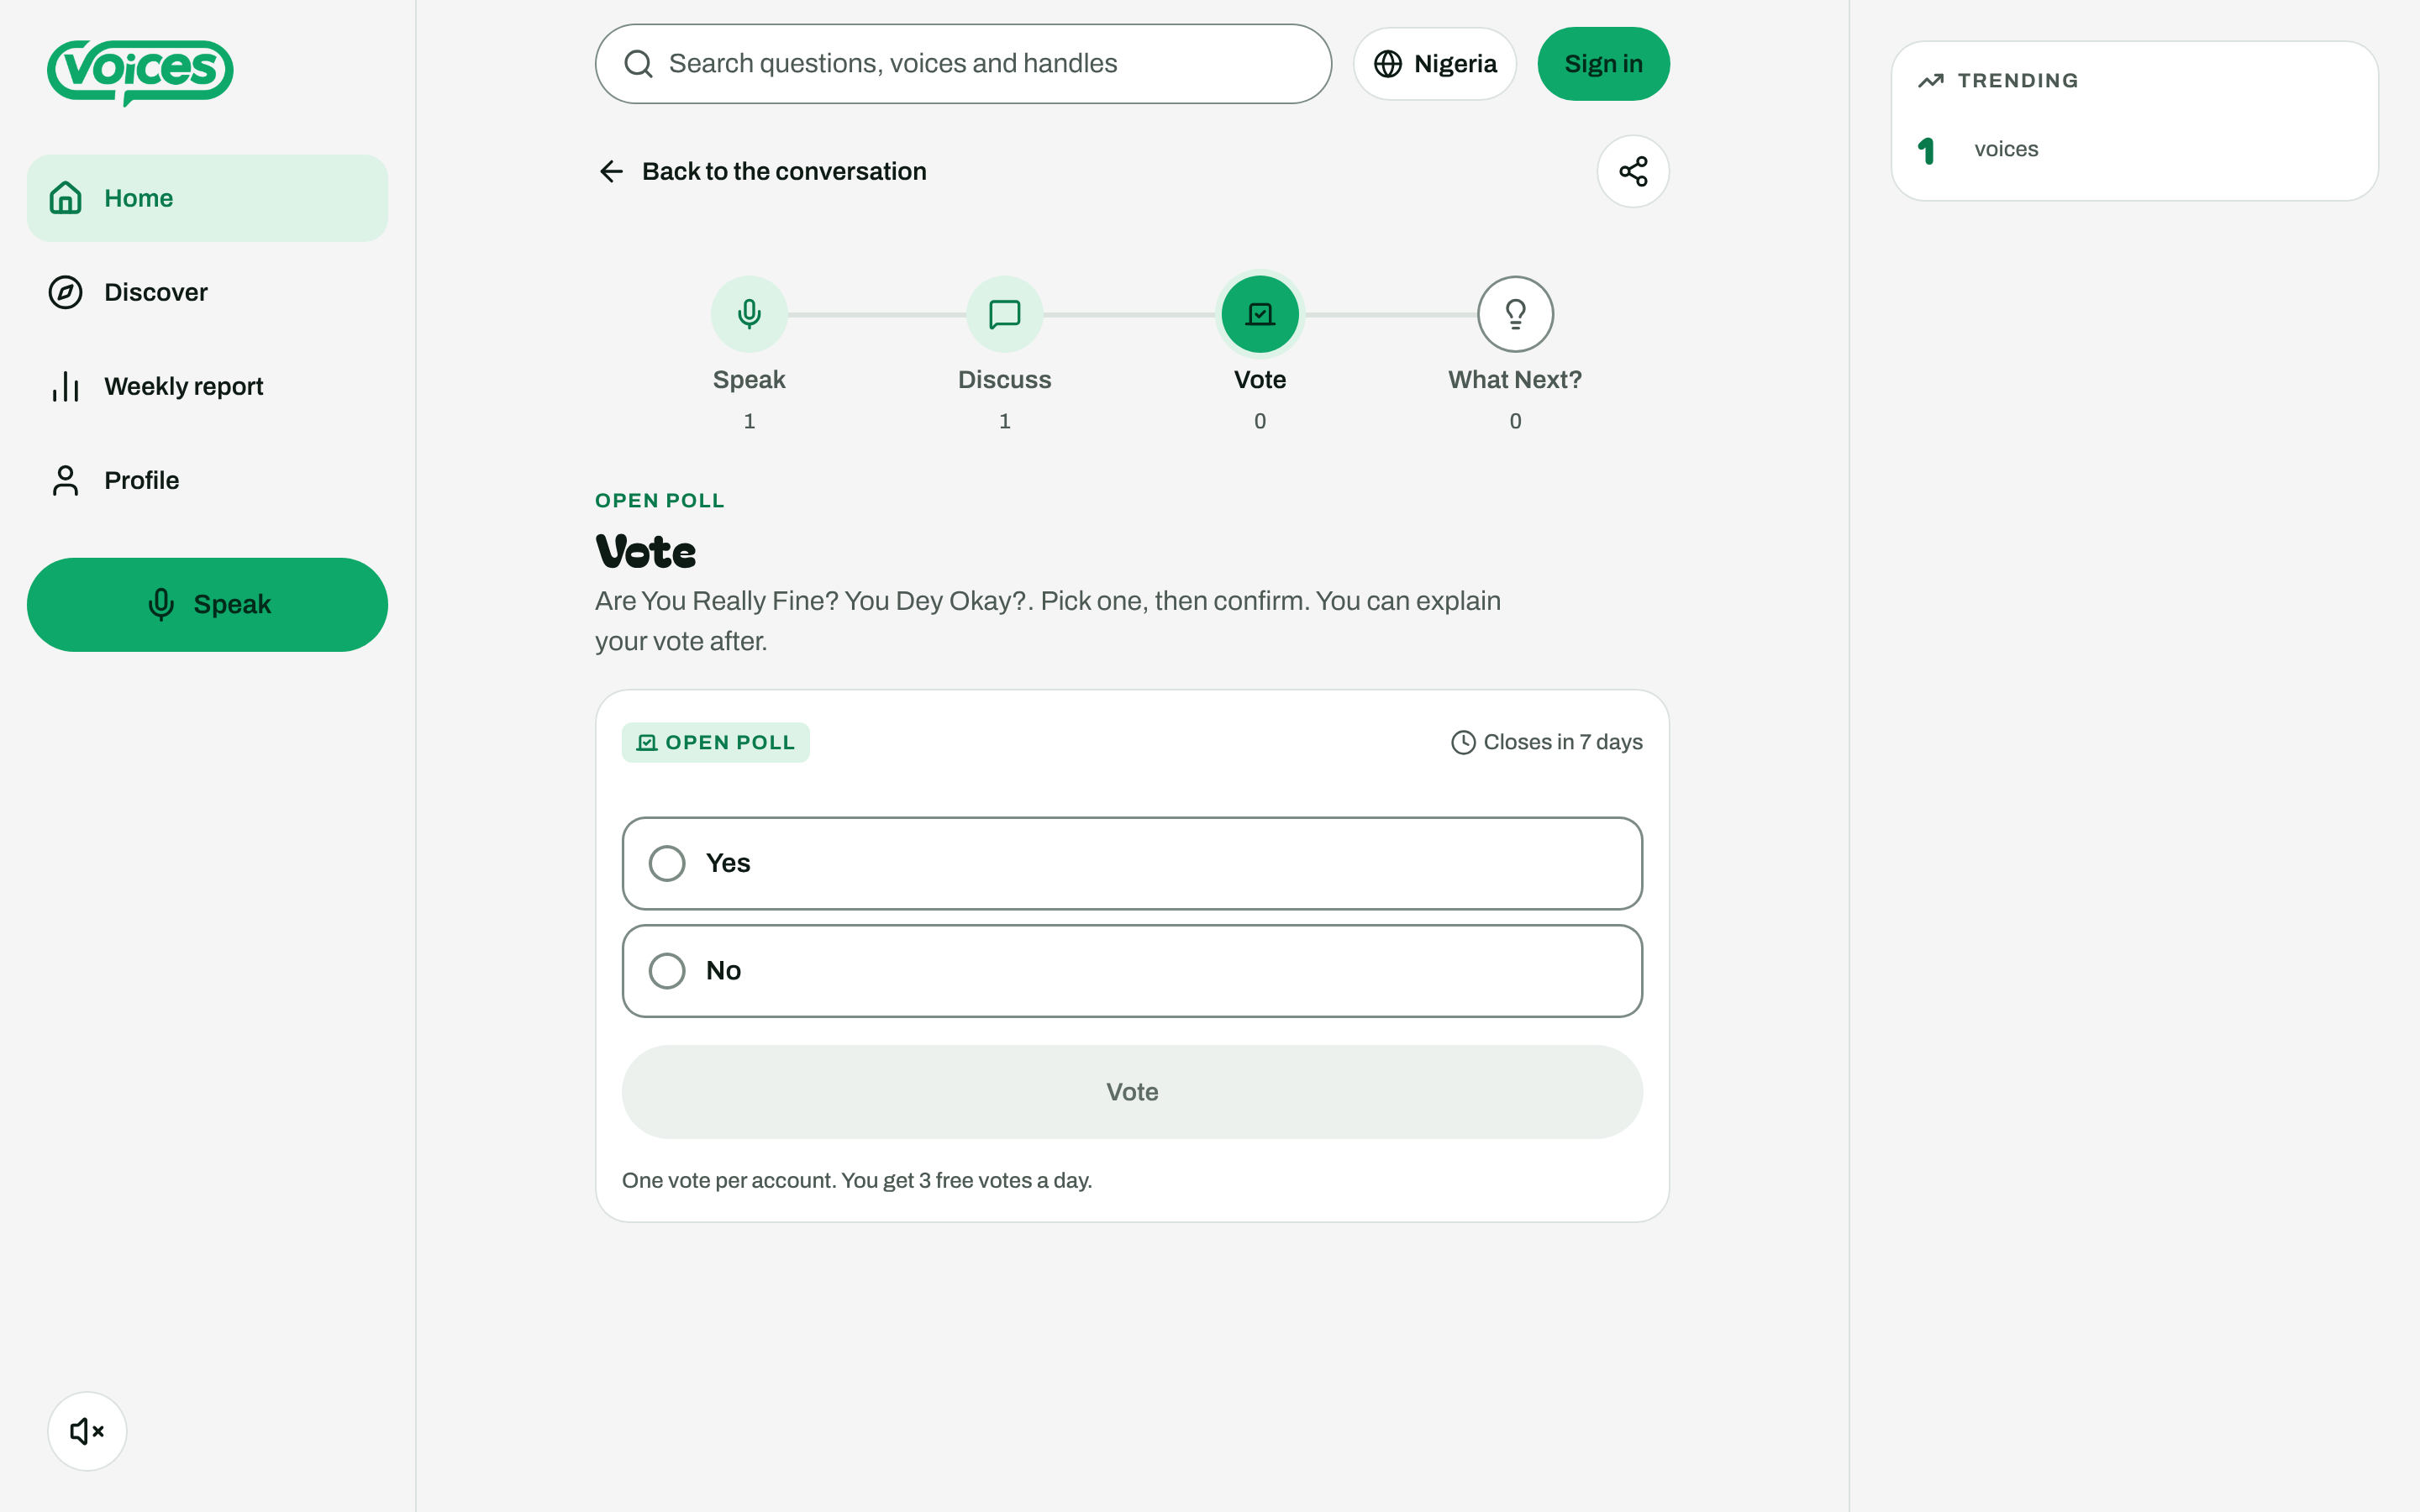 voices
Home
Discover
Weekly report
Profile
Speak
Search questions, voices and handles
Nigeria
Sign in
Back to the conversation
Speak
1
Discuss
1
Vote
0
What Next?
0
OPEN POLL
Vote
Are You Really Fine? You Dey Okay?. Pick one, then confirm. You can explain
your vote after.
OPEN POLL
Closes in 7 days
Yes
No
Vote
One vote per account. You get 3 free votes a day.
TRENDING
1 voices